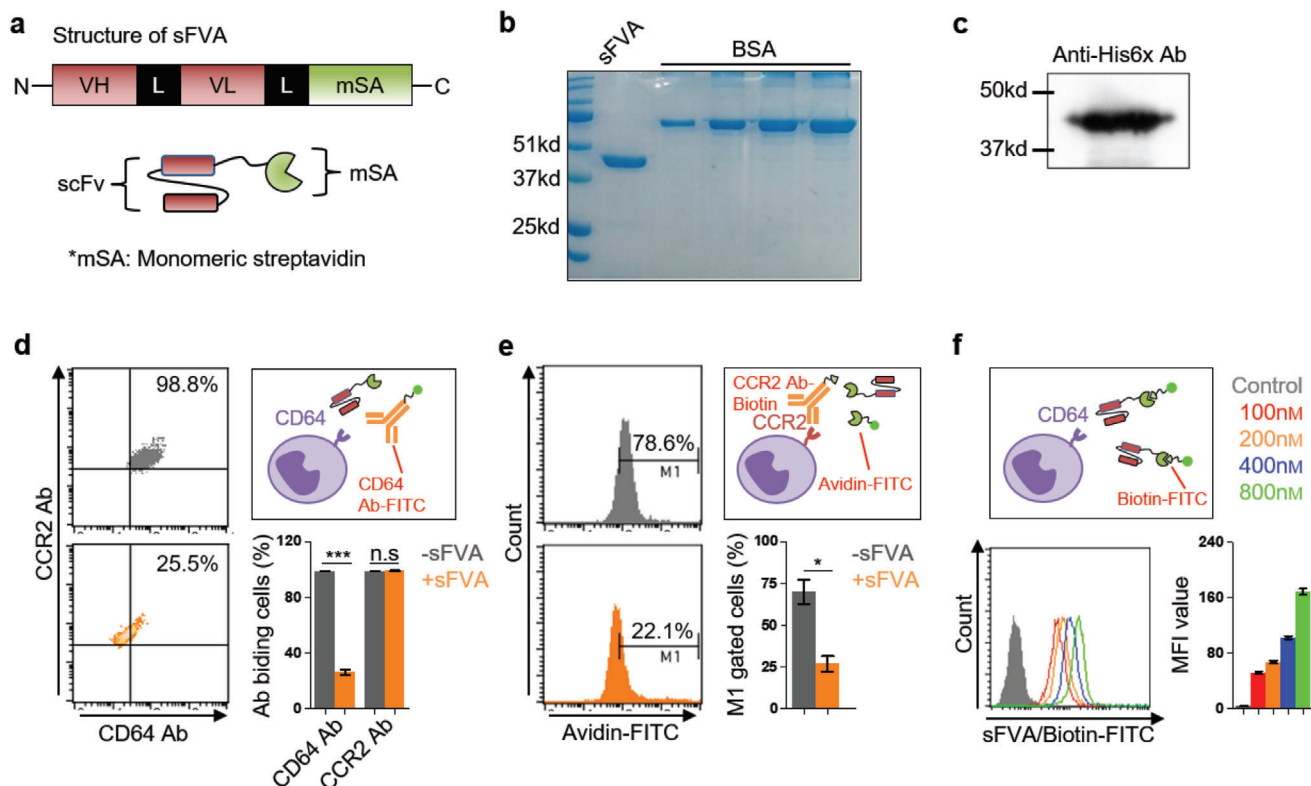 a
Structure of sFVA
N VH L VL L mSA C
scFv mSA
*mSA: Monomeric streptavidin
b
sFVA BSA
51kd
37kd
25kd
c
Anti-His6x Ab
50kd
37kd
d
98.8%
25.5%
CCR2 Ab
CD64 Ab
CD64
CD64
Ab-FITC
Ab biding cells (%)
120
80
40
0
*** n.s
-sFVA
+sFVA
CD64 Ab
CCR2 Ab
e
78.6%
M1
22.1%
M1
Count
Avidin-FITC
CCR2 Ab-
Biotin
CCR2
Avidin-FITC
M1 gated cells (%)
100
75
50
25
0
*
-sFVA
+sFVA
f
CD64
Biotin-FITC
Control
100nM
200nM
400nM
800nM
Count
sFVA/Biotin-FITC
MFI value
240
160
80
0